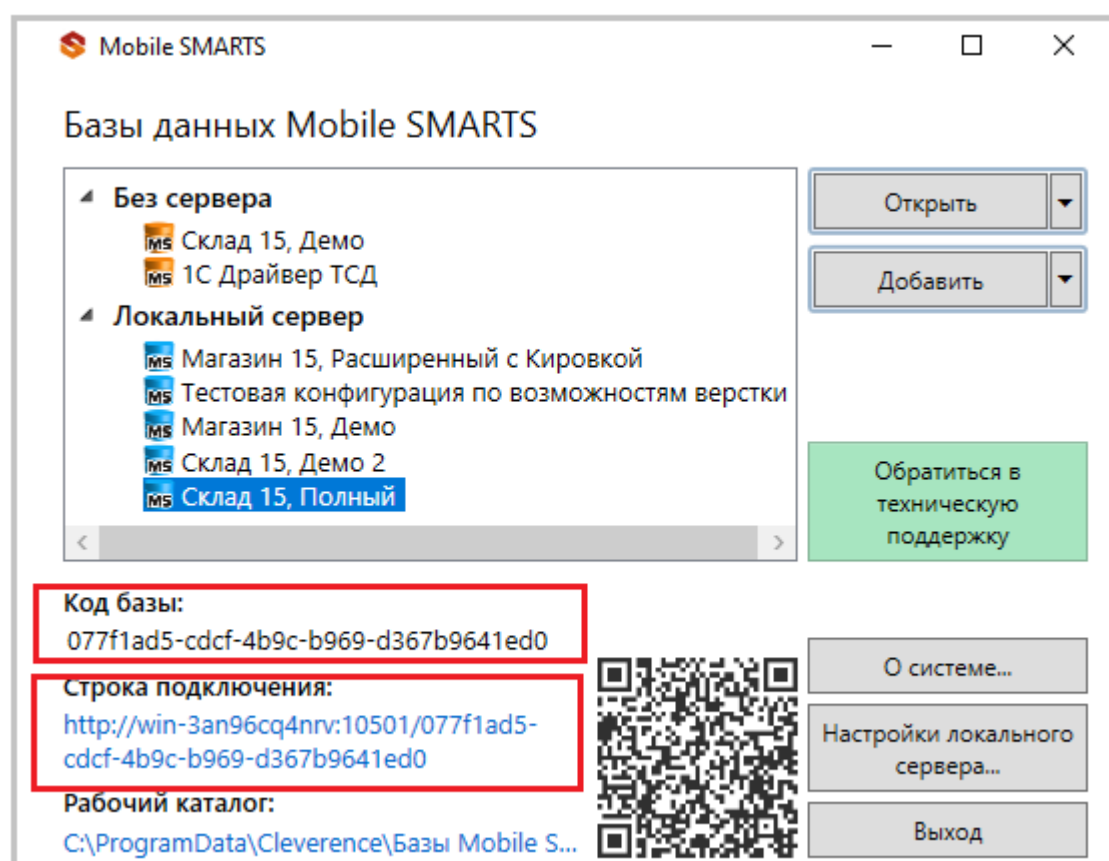 Mobile SMARTS
Базы данных Mobile SMARTS
Без сервера
Склад 15, Демо
1С Драйвер ТСД
Локальный сервер
Магазин 15, Расширенный с Кировкой
Тестовая конфигурация по возможностям верстки
Магазин 15, Демо
Склад 15, Демо 2
Склад 15, Полный
Открыть
Добавить
Обратиться в
техническую
поддержку
Код базы:
077f1ad5-cdcf-4b9c-b969-d367b9641ed0
Строка подключения:
http://win-3an96cq4nrv:10501/077f1ad5-
cdcf-4b9c-b969-d367b9641ed0
Рабочий каталог:
C:\ProgramData\Cleverence\Базы Mobile S...
О системе...
Настройки локального
сервера...
Выход